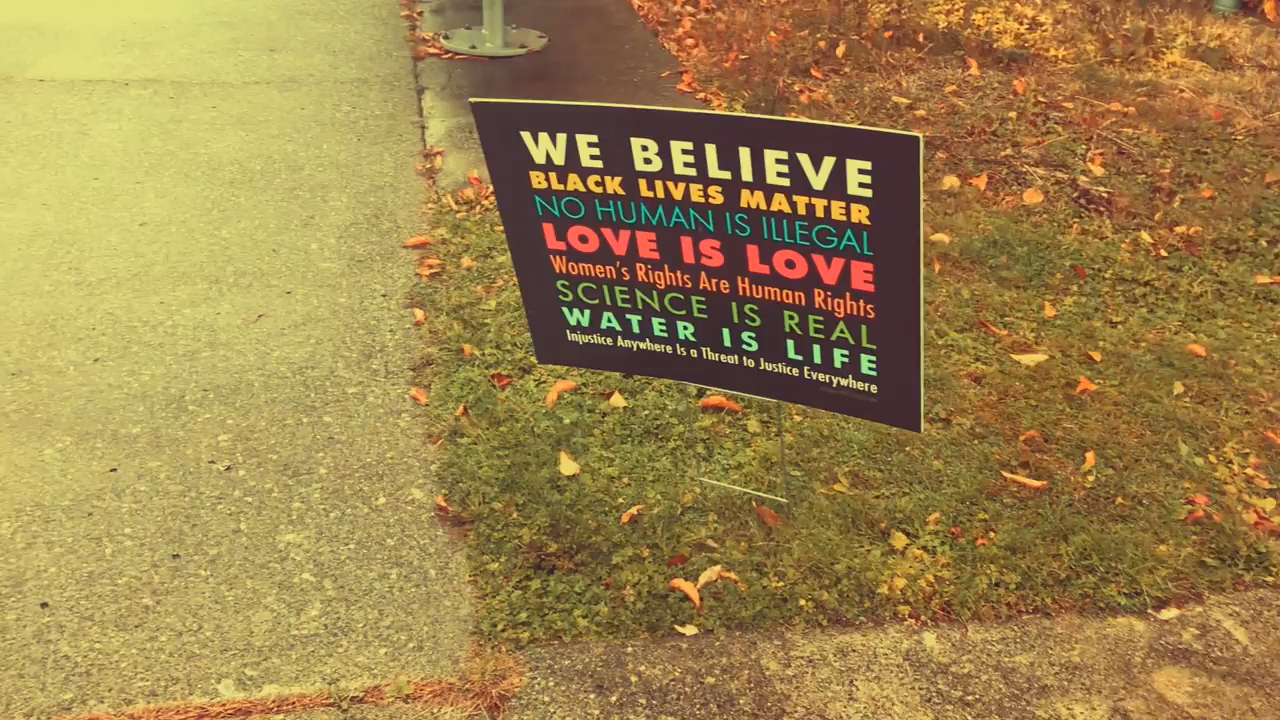 WE BELIEVE
BLACK LIVES MATTER
NO HUMAN IS ILLEGAL
LOVE IS LOVE
Women's Rights Are Human Rights
SCIENCE IS REAL
WATER IS LIFE
Injustice Anywhere Is a Threat to Justice Everywhere